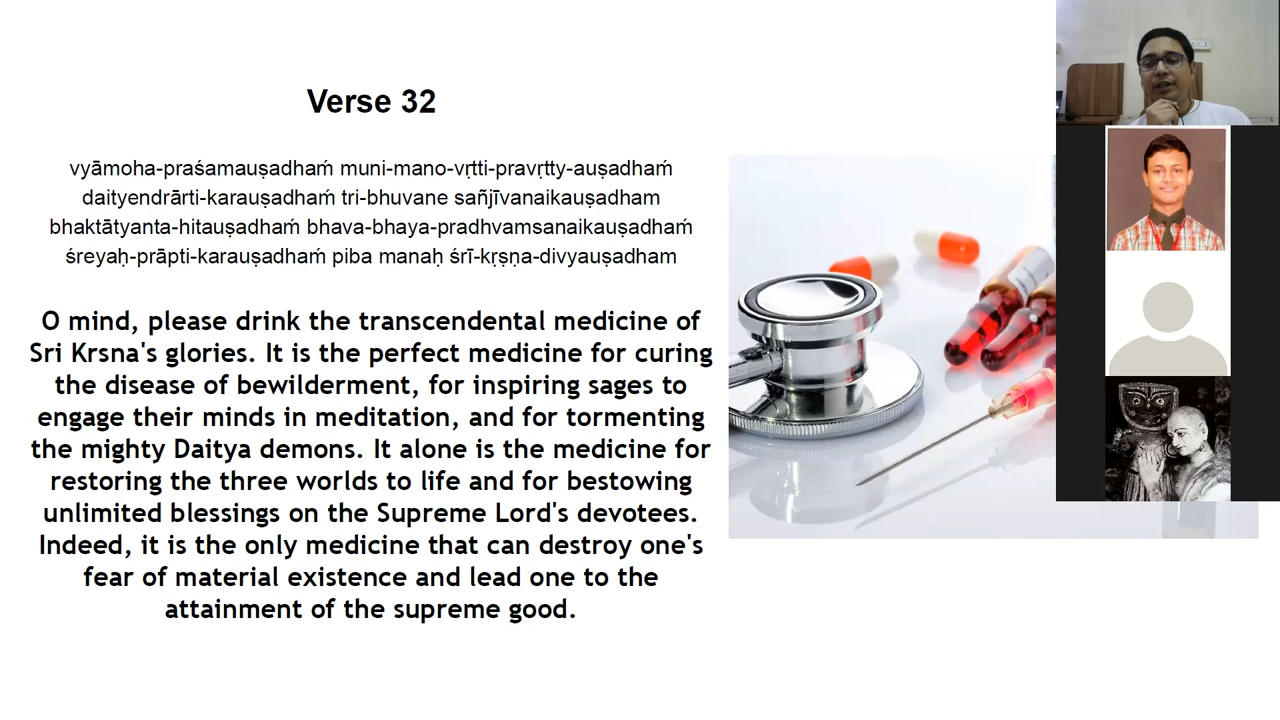 Verse 32
vyāmoha-praśamauṣadhaṁ muni-mano-vṛtti-pravṛtty-auṣadhaṁ
daityendrārti-karauṣadhaṁ tri-bhuvane sañjīvanaikauṣadham
bhaktātyanta-hitauṣadhaṁ bhava-bhaya-pradhvamsanaikauṣadhaṁ
śreyaḥ-prāpti-karauṣadhaṁ piba manaḥ śrī-kṛṣṇa-divyauṣadham
O mind, please drink the transcendental medicine of
Sri Krsna's glories. It is the perfect medicine for curing
the disease of bewilderment, for inspiring sages to
engage their minds in meditation, and for tormenting
the mighty Daitya demons. It alone is the medicine for
restoring the three worlds to life and for bestowing
unlimited blessings on the Supreme Lord's devotees.
Indeed, it is the only medicine that can destroy one's
fear of material existence and lead one to the
attainment of the supreme good.